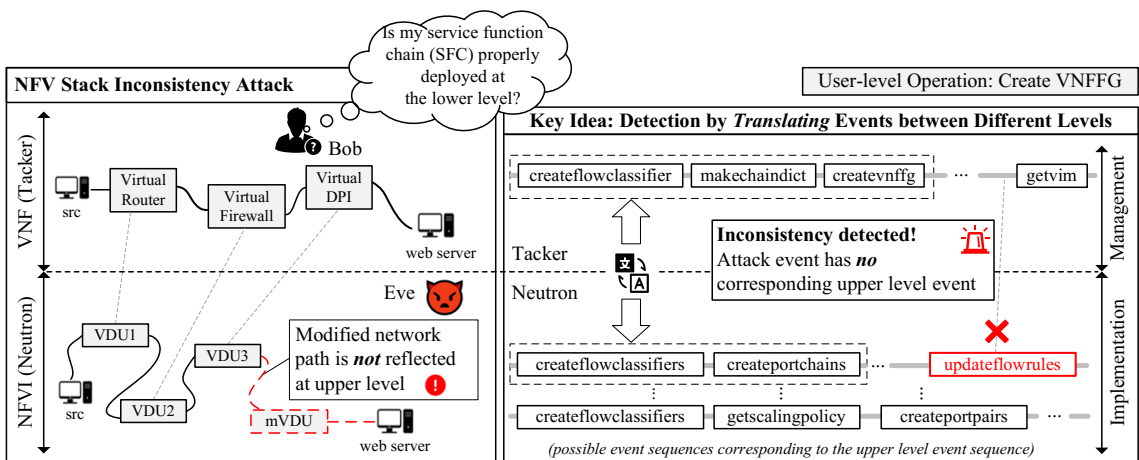 Is my service function
chain (SFC) properly
deployed at
the lower level?
NFV Stack Inconsistency Attack
VNF (Tacker)
?
Bob
src
Virtual
Router
Virtual
Firewall
Virtual
DPI
web server
NFVI (Neutron)
Eve
VDU1
VDU2
VDU3
src
Modified network
path is not reflected
at upper level !
mVDU
web server
User-level Operation: Create VNFFG
Key Idea: Detection by Translating Events between Different Levels
createflowclassifier makechaindict createvnffg ... getvim
Management
Tacker
Neutron
文
A
Inconsistency detected!
Attack event has no
corresponding upper level event
Implementation
createflowclassifiers createportchains ... updateflowrules ...
createflowclassifiers getscalingpolicy createportpairs ...
(possible event sequences corresponding to the upper level event sequence)